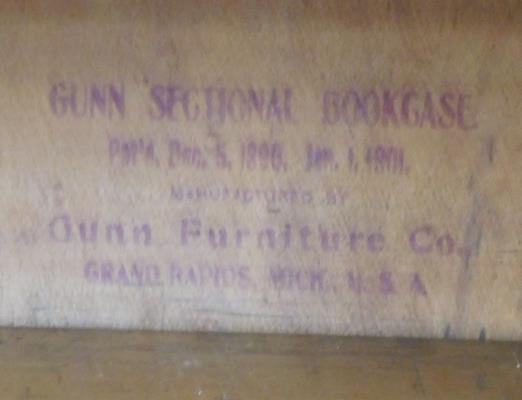 GUNN SECTIONAL BOOKCASE
Pat'd. Dec. 5, 1899. Jan. 1, 1901.
MANUFACTURED BY
Gunn Furniture Co.,
GRAND RAPIDS, MICH., U. S. A.